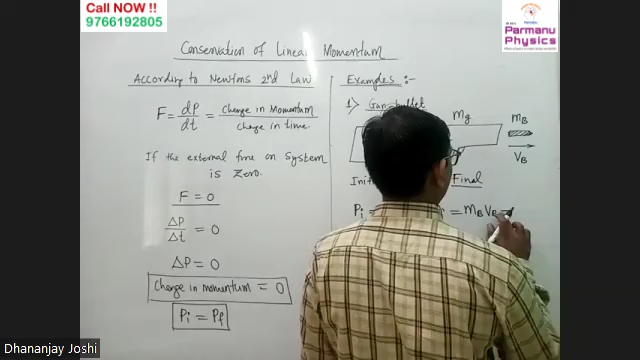 Call NOW !!
9766192805
Parmanu
Physics
Conservation of Linear Momentum
According to Newtons 2nd Law
F = dP/dt = Change in Momentum / Change in time.
If the external force on System
is Zero.
F = 0
ΔP/Δt = 0
ΔP = 0
Change in momentum = 0
Pi = Pf
Examples :-
1> Gun-bullet
Mg
mB
VB
Final
Pi =
= mB VB
Dhananjay Joshi